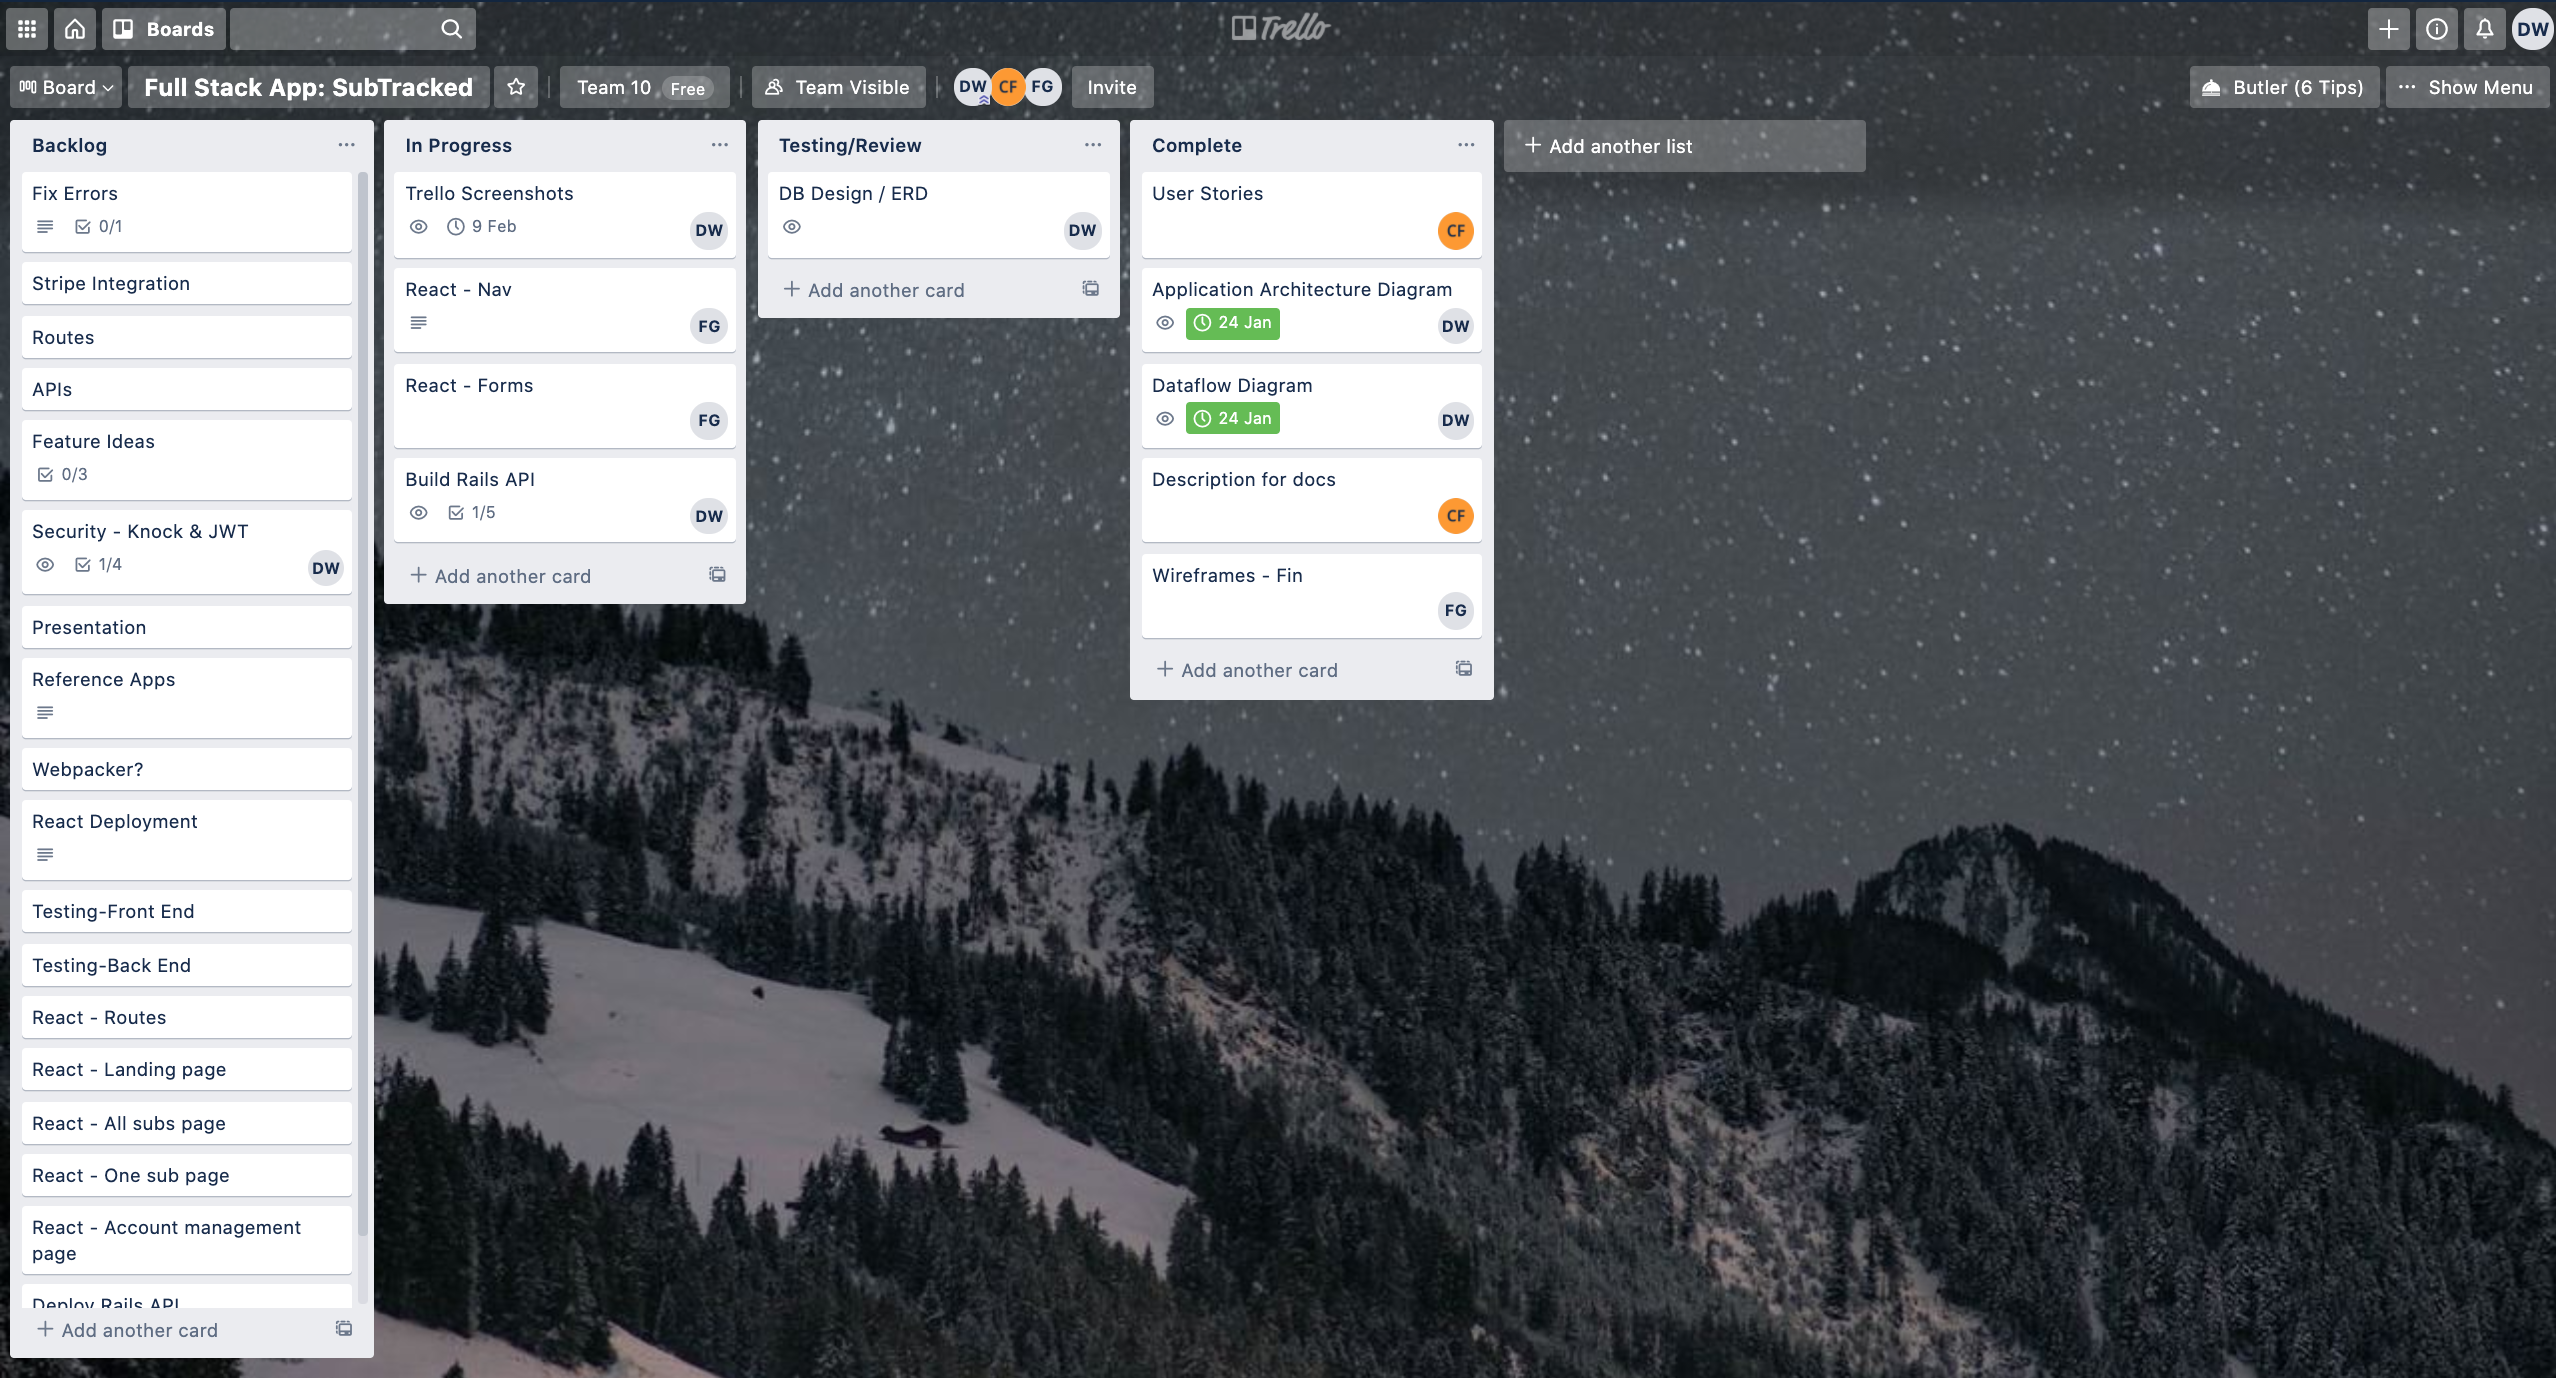 Boards
Trello
DW
Board
Full Stack App: SubTracked
Team 10 Free
Team Visible
DW CF FG
Invite
Butler (6 Tips)
··· Show Menu
Backlog
Fix Errors
0/1
Stripe Integration
Routes
APIs
Feature Ideas
0/3
Security - Knock & JWT
1/4
DW
Presentation
Reference Apps
Webpacker?
React Deployment
Testing-Front End
Testing-Back End
React - Routes
React - Landing page
React - All subs page
React - One sub page
React - Account management
page
Deploy Rails API
+ Add another card
In Progress
Trello Screenshots
9 Feb
DW
React - Nav
FG
React - Forms
FG
Build Rails API
1/5
DW
+ Add another card
Testing/Review
DB Design / ERD
DW
+ Add another card
Complete
User Stories
CF
Application Architecture Diagram
24 Jan
DW
Dataflow Diagram
24 Jan
DW
Description for docs
CF
Wireframes - Fin
FG
+ Add another card
+ Add another list